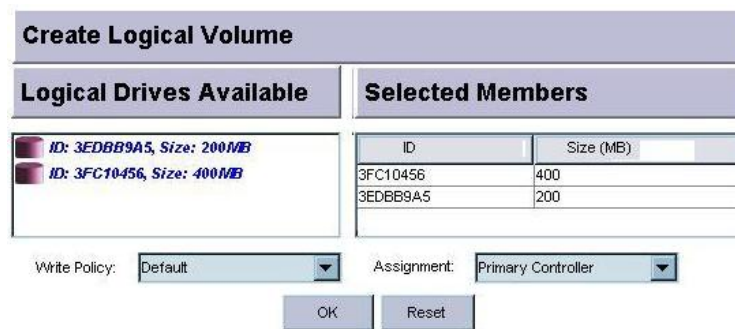 Create Logical Volume
Logical Drives Available
Selected Members
ID: 3EDBB9A5, Size: 200MB
ID: 3FC10456, Size: 400MB
ID Size (MB)
3FC10456 400
3EDBB9A5 200
Write Policy: Default
Assignment: Primary Controller
OK Reset